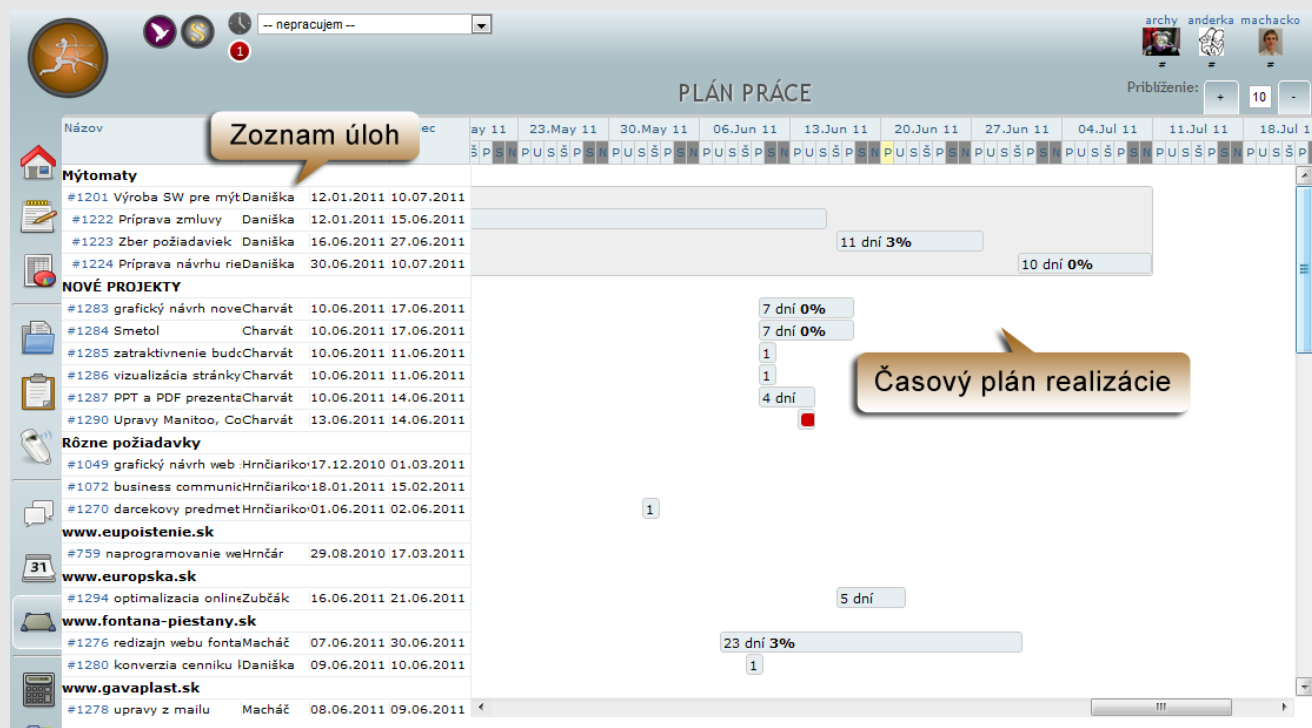 -- nepracujem --
1
archy anderka machacko
# # #
PLÁN PRÁCE
Priblíženie: + 10 -
Názov
Zoznam úloh
ay 11 23.May 11 30.May 11 06.Jun 11 13.Jun 11 20.Jun 11 27.Jun 11 04.Jul 11 11.Jul 11 18.Jul 1
Š P S N P U S Š P S N P U S Š P S N P U S Š P S N P U S Š P S N P U S Š P S N P U S Š P S N P U S Š P S N P U S Š P S N P U S Š P
Mýtomaty
#1201 Výroba SW pre mýt Daniška 12.01.2011 10.07.2011
#1222 Príprava zmluvy Daniška 12.01.2011 15.06.2011
#1223 Zber požiadaviek Daniška 16.06.2011 27.06.2011 11 dní 3%
#1224 Príprava návrhu rie Daniška 30.06.2011 10.07.2011 10 dní 0%
NOVÉ PROJEKTY
#1283 grafický návrh nove Charvát 10.06.2011 17.06.2011 7 dní 0%
#1284 Smetol Charvát 10.06.2011 17.06.2011 7 dní 0%
#1285 zatraktivnenie budo Charvát 10.06.2011 11.06.2011 1
#1286 vizualizácia stránky Charvát 10.06.2011 11.06.2011 1
Časový plán realizácie
#1287 PPT a PDF prezenta Charvát 10.06.2011 14.06.2011 4 dní
#1290 Upravy Manitoo, Co Charvát 13.06.2011 14.06.2011
Rôzne požiadavky
#1049 grafický návrh web Hrnčiariko 17.12.2010 01.03.2011
#1072 business communic Hrnčiariko 18.01.2011 15.02.2011
#1270 darcekovy predmet Hrnčiariko 01.06.2011 02.06.2011 1
www.eupoistenie.sk
#759 naprogramovanie we Hrnčár 29.08.2010 17.03.2011
www.europska.sk
#1294 optimalizacia online Zubčák 16.06.2011 21.06.2011 5 dní
www.fontana-piestany.sk
#1276 redizajn webu fonta Macháč 07.06.2011 30.06.2011 23 dní 3%
#1280 konverzia cenniku Daniška 09.06.2011 10.06.2011 1
www.gavaplast.sk
#1278 upravy z mailu Macháč 08.06.2011 09.06.2011
31